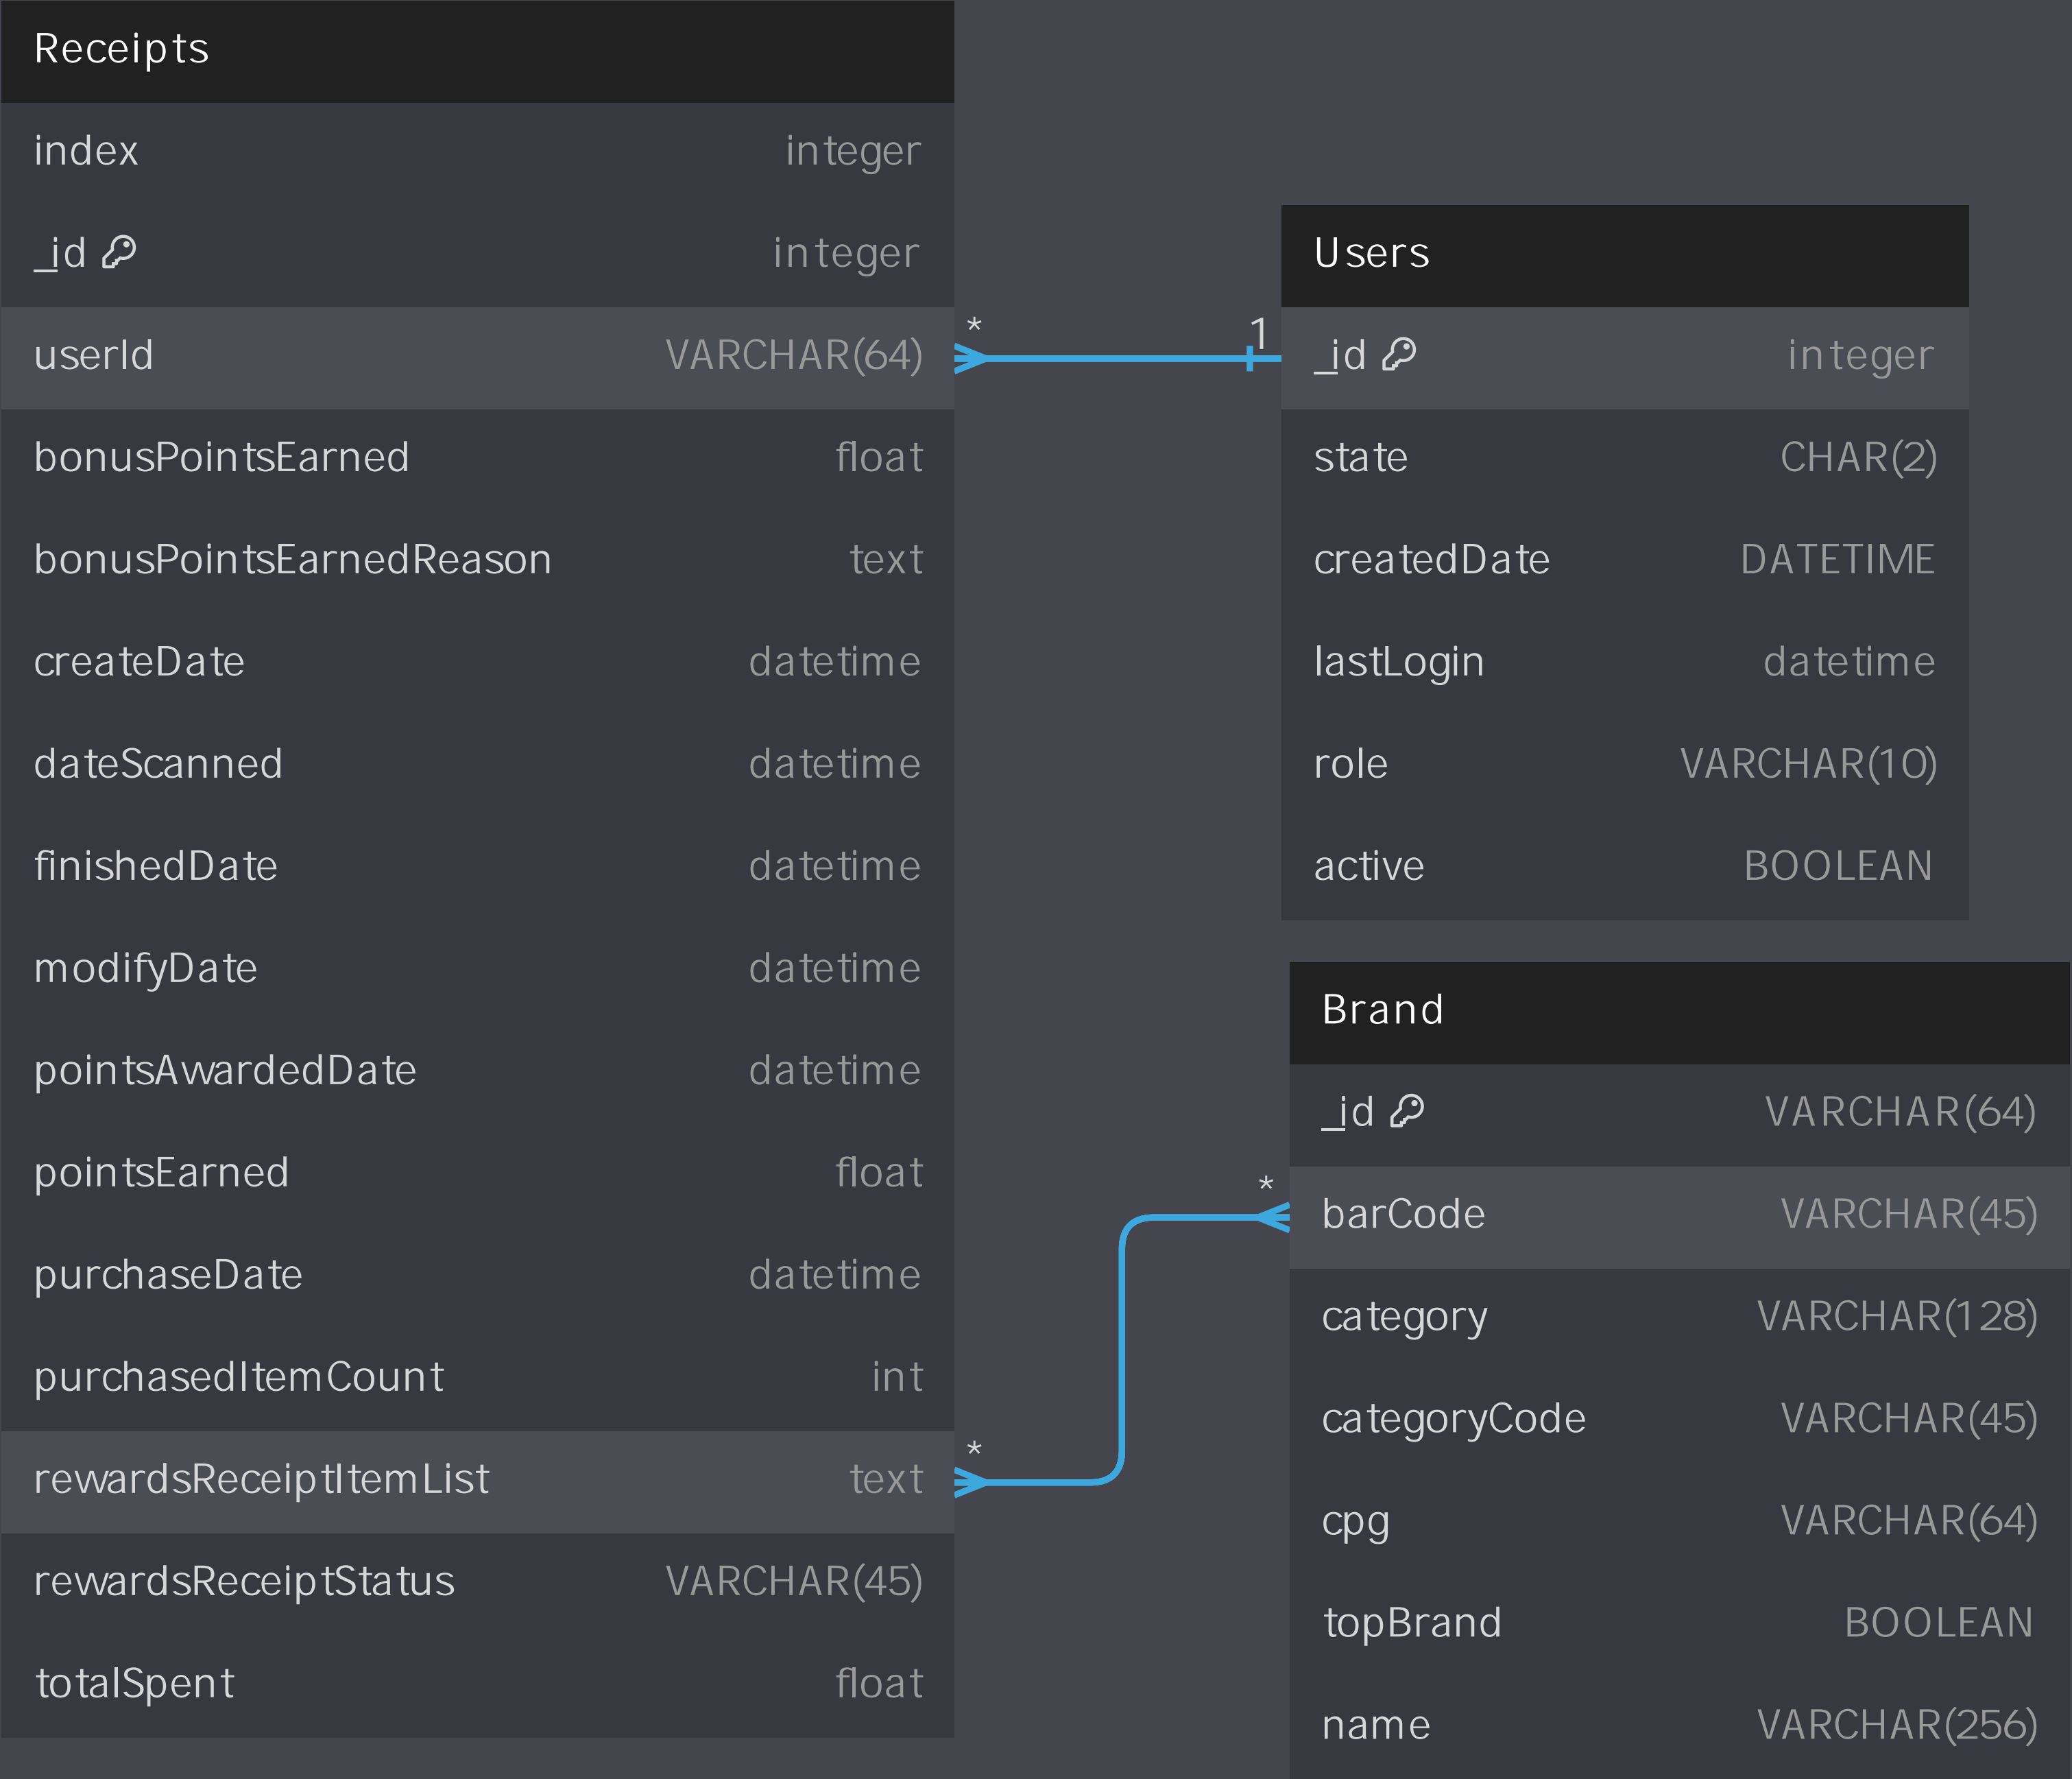 Receipts
index integer
_id integer
userId VARCHAR(64)
bonusPointsEarned float
bonusPointsEarnedReason text
createDate datetime
dateScanned datetime
finishedDate datetime
modifyDate datetime
pointsAwardedDate datetime
pointsEarned float
purchaseDate datetime
purchasedItemCount int
rewardsReceiptItemList text
rewardsReceiptStatus VARCHAR(45)
totalSpent float
* 1
Users
_id integer
state CHAR(2)
createdDate DATETIME
lastLogin datetime
role VARCHAR(10)
active BOOLEAN
*
*
Brand
_id VARCHAR(64)
barCode VARCHAR(45)
category VARCHAR(128)
categoryCode VARCHAR(45)
cpg VARCHAR(64)
topBrand BOOLEAN
name VARCHAR(256)